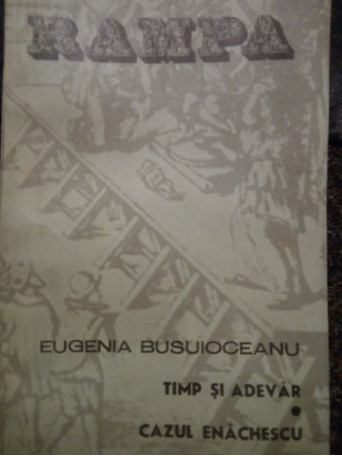 RAMPA
EUGENIA BUSUIOCEANU
TIMP ȘI ADEVĂR
•
CAZUL ENĂCHESCU